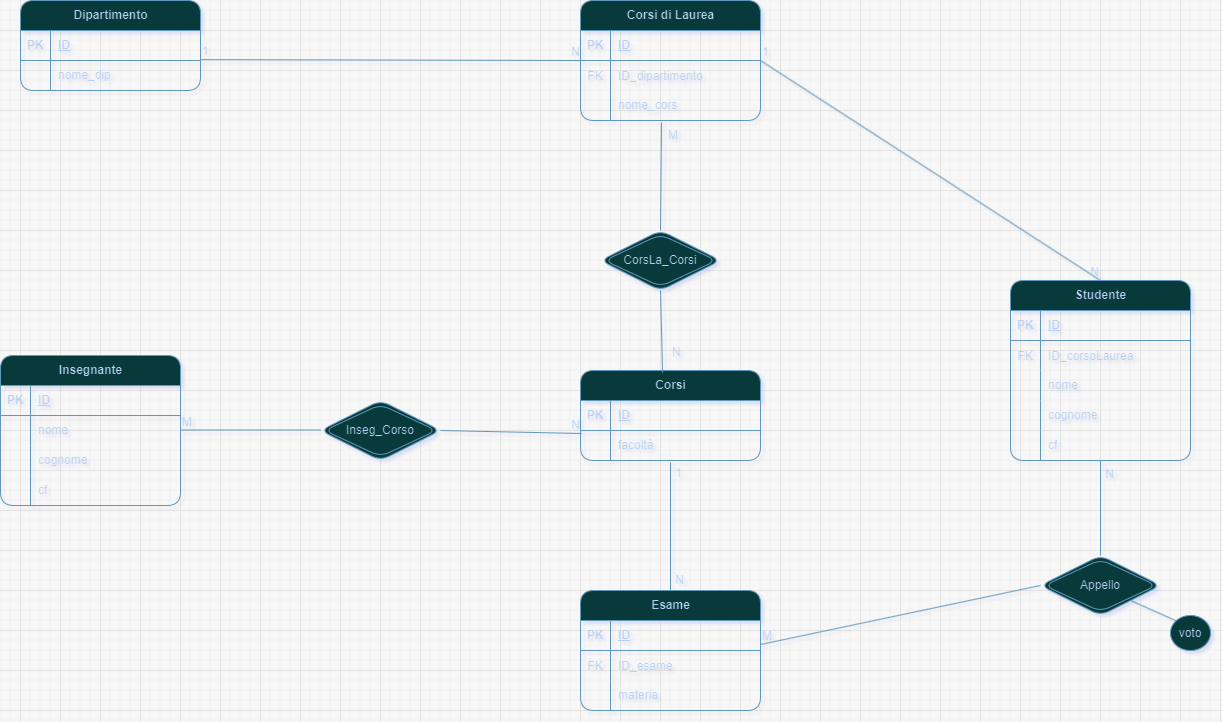 Dipartimento
PK ID
nome_dip
1
N
Corsi di Laurea
PK ID
FK ID_dipartimento
nome_cors
1
M
CorsLa_Corsi
N
N
Studente
PK ID
FK ID_corsoLaurea
nome
cognome
cf
N
Insegnante
PK ID
nome
cognome
cf
M
Inseg_Corso
N
Corsi
PK ID
facoltà
1
N
Esame
PK ID
FK ID_esame
materia
M
Appello
voto